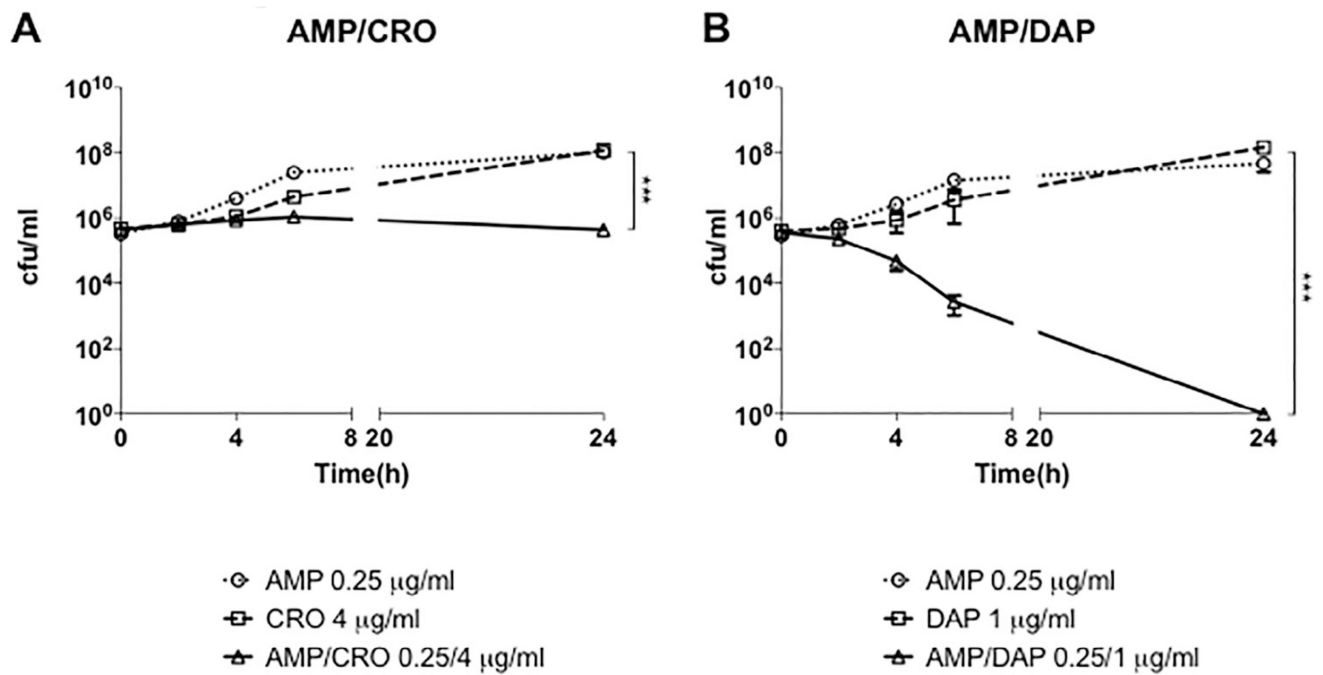 A
AMP/CRO
10¹⁰
10⁸
10⁶
10⁴
10²
10⁰
cfu/ml
0 4 8 20 24
Time(h)
***
AMP 0.25 µg/ml
CRO 4 µg/ml
AMP/CRO 0.25/4 µg/ml
B
AMP/DAP
10¹⁰
10⁸
10⁶
10⁴
10²
10⁰
cfu/ml
0 4 8 20 24
Time(h)
***
AMP 0.25 µg/ml
DAP 1 µg/ml
AMP/DAP 0.25/1 µg/ml